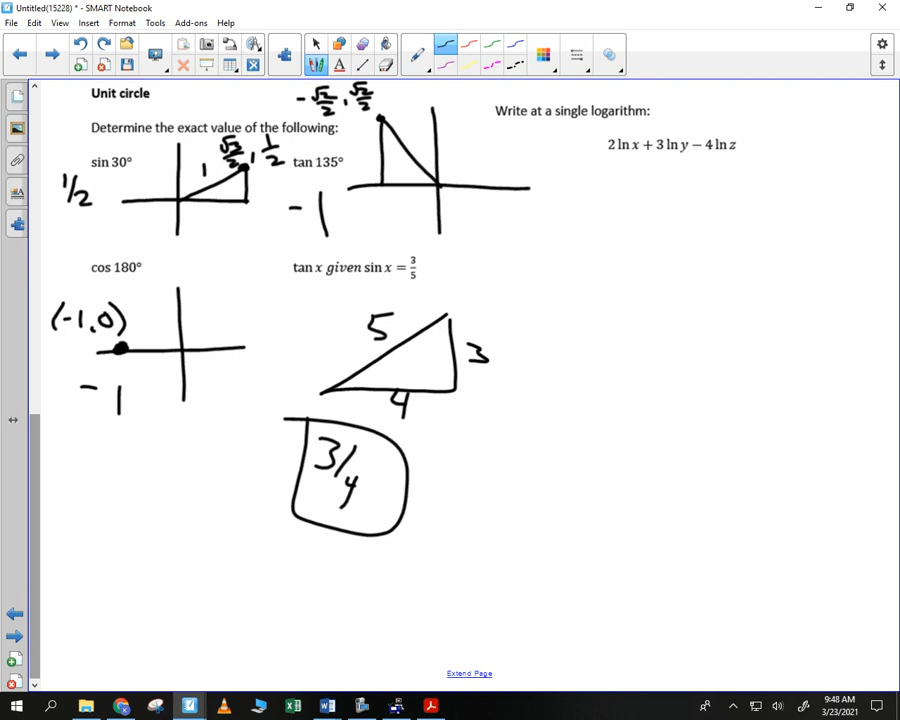 Untitled(15228) * - SMART Notebook
File Edit View Insert Format Tools Add-ons Help
Unit circle
Determine the exact value of the following:
sin 30°
1/2
1
√3/2, 1/2
tan 135°
-√2/2, √2/2
-1
cos 180°
(-1,0)
-1
tan x given sin x = 3/5
5
3
4
3/4
Write at a single logarithm:
2 ln x + 3 ln y − 4 ln z
Extend Page
9:48 AM
3/23/2021